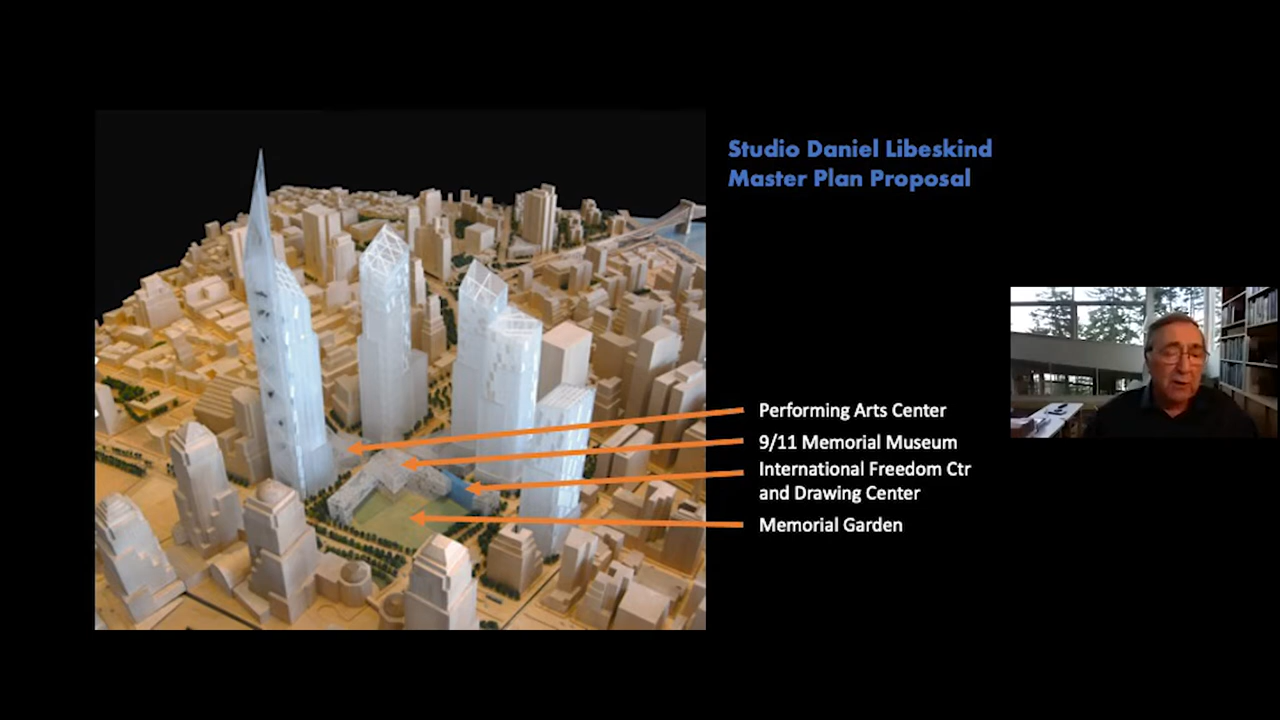 Studio Daniel Libeskind
Master Plan Proposal
Performing Arts Center
9/11 Memorial Museum
International Freedom Ctr
and Drawing Center
Memorial Garden